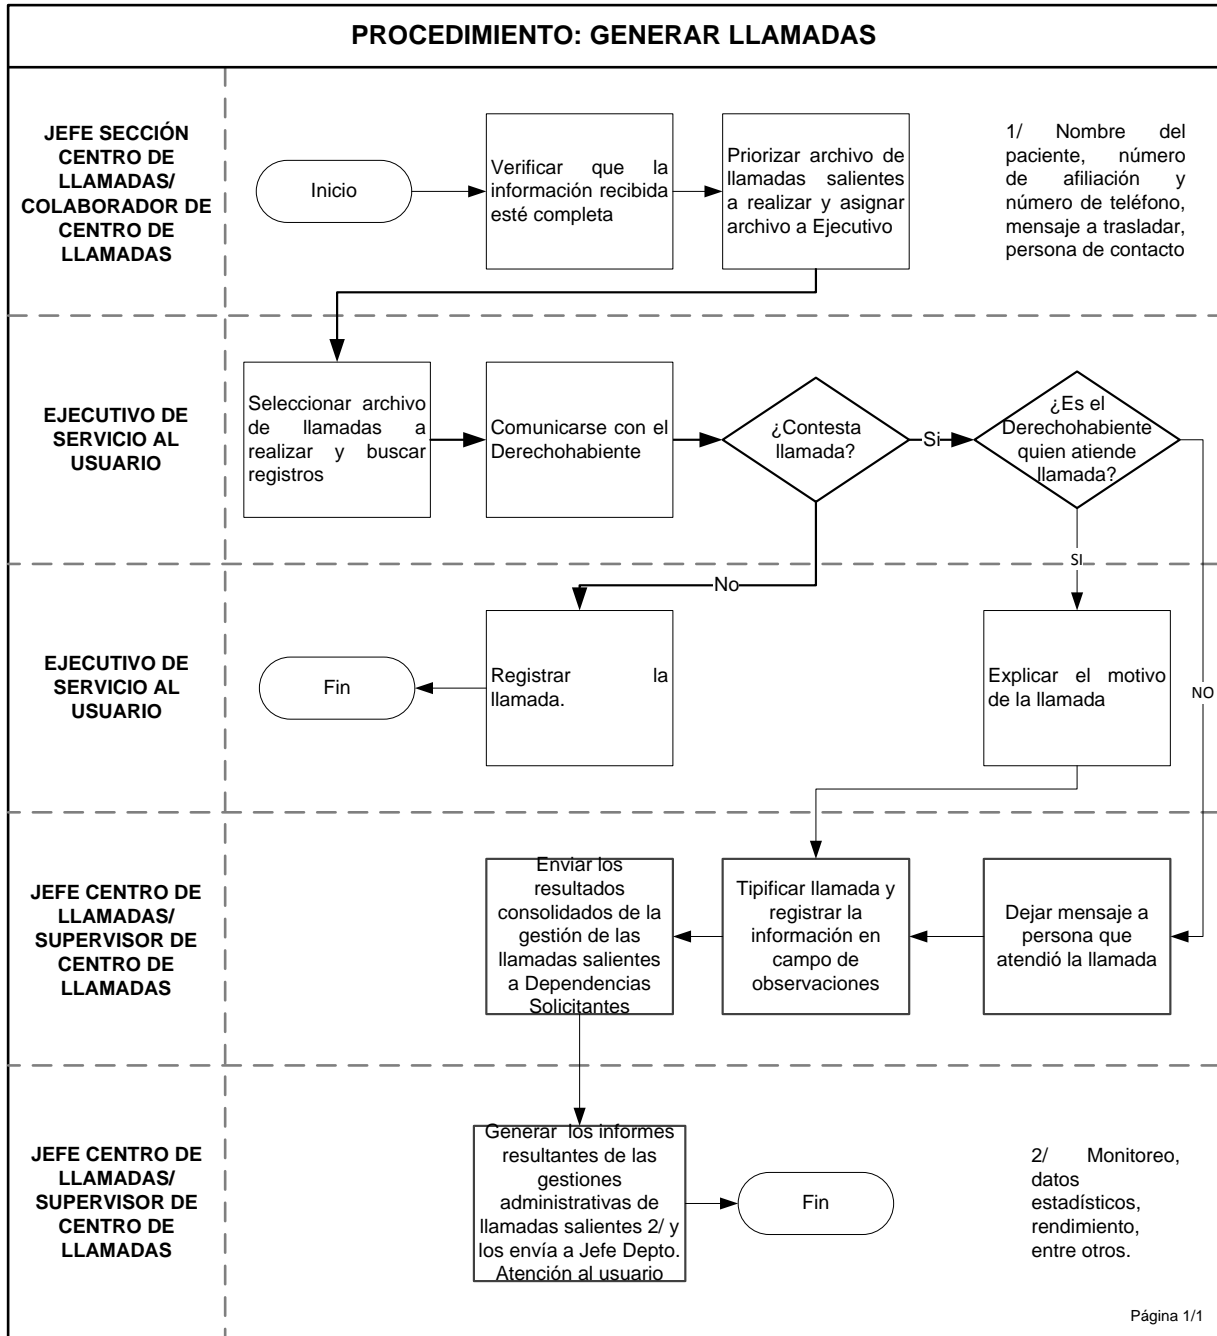 PROCEDIMIENTO: GENERAR LLAMADAS
JEFE SECCIÓN
CENTRO DE
LLAMADAS/
COLABORADOR DE
CENTRO DE
LLAMADAS
Inicio
Verificar que la
información recibida
esté completa
Priorizar archivo de
llamadas salientes
a realizar y asignar
archivo a Ejecutivo
1/ Nombre del
paciente, número
de afiliación y
número de teléfono,
mensaje a trasladar,
persona de contacto
EJECUTIVO DE
SERVICIO AL
USUARIO
Seleccionar archivo
de llamadas a
realizar y buscar
registros
Comunicarse con el
Derechohabiente
¿Contesta
llamada?
Si
¿Es el
Derechohabiente
quien atiende
llamada?
SI
No
EJECUTIVO DE
SERVICIO AL
USUARIO
Fin
Registrar la
llamada.
Explicar el motivo
de la llamada
NO
JEFE CENTRO DE
LLAMADAS/
SUPERVISOR DE
CENTRO DE
LLAMADAS
Enviar los
resultados
consolidados de la
gestión de las
llamadas salientes
a Dependencias
Solicitantes
Tipificar llamada y
registrar la
información en
campo de
observaciones
Dejar mensaje a
persona que
atendió la llamada
JEFE CENTRO DE
LLAMADAS/
SUPERVISOR DE
CENTRO DE
LLAMADAS
Generar los informes
resultantes de las
gestiones
administrativas de
llamadas salientes 2/ y
los envía a Jefe Depto.
Atención al usuario
Fin
2/ Monitoreo,
datos
estadísticos,
rendimiento,
entre otros.
Página 1/1